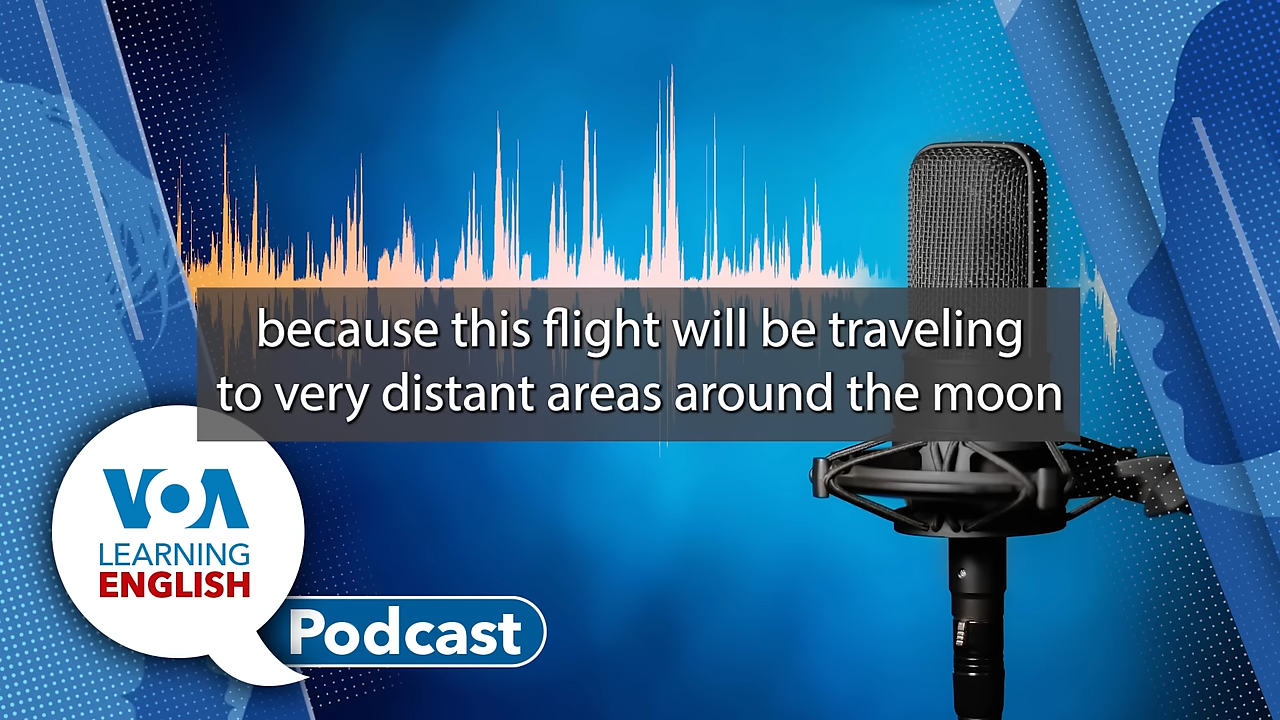 because this flight will be traveling
to very distant areas around the moon
VOA
LEARNING
ENGLISH
Podcast